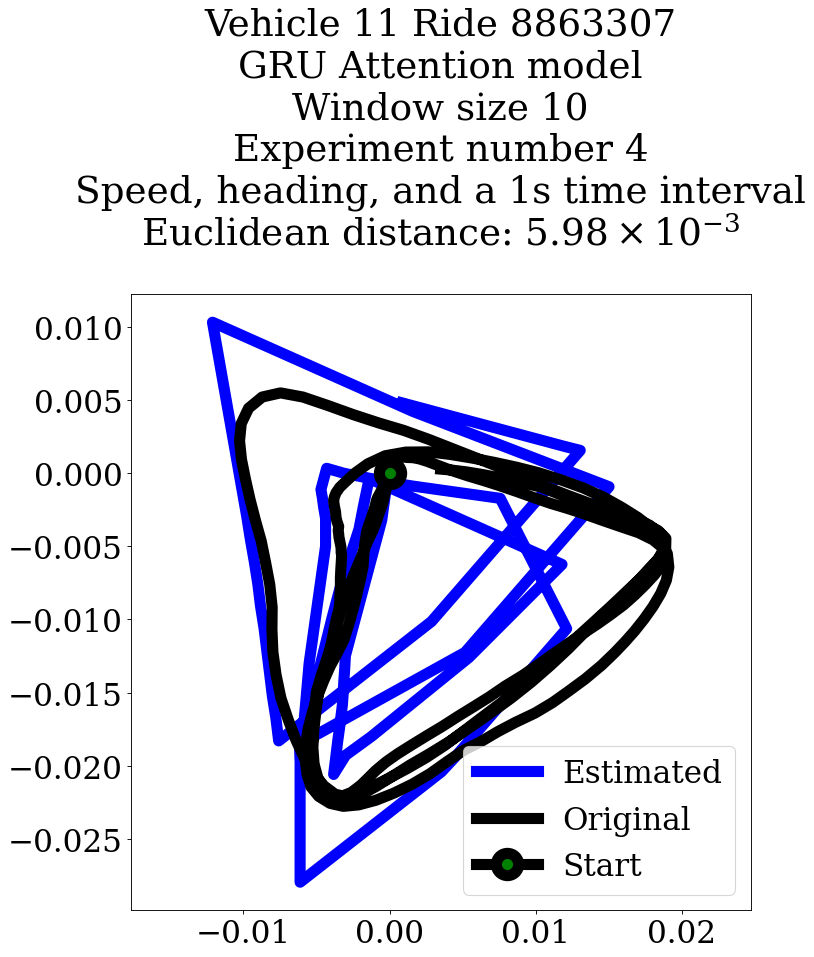 Vehicle 11 Ride 8863307
GRU Attention model
Window size 10
Experiment number 4
Speed, heading, and a 1s time interval
Euclidean distance: 5.98 × 10⁻³
0.010
0.005
0.000
−0.005
−0.010
−0.015
−0.020
−0.025
Estimated
Original
Start
−0.01 0.00 0.01 0.02